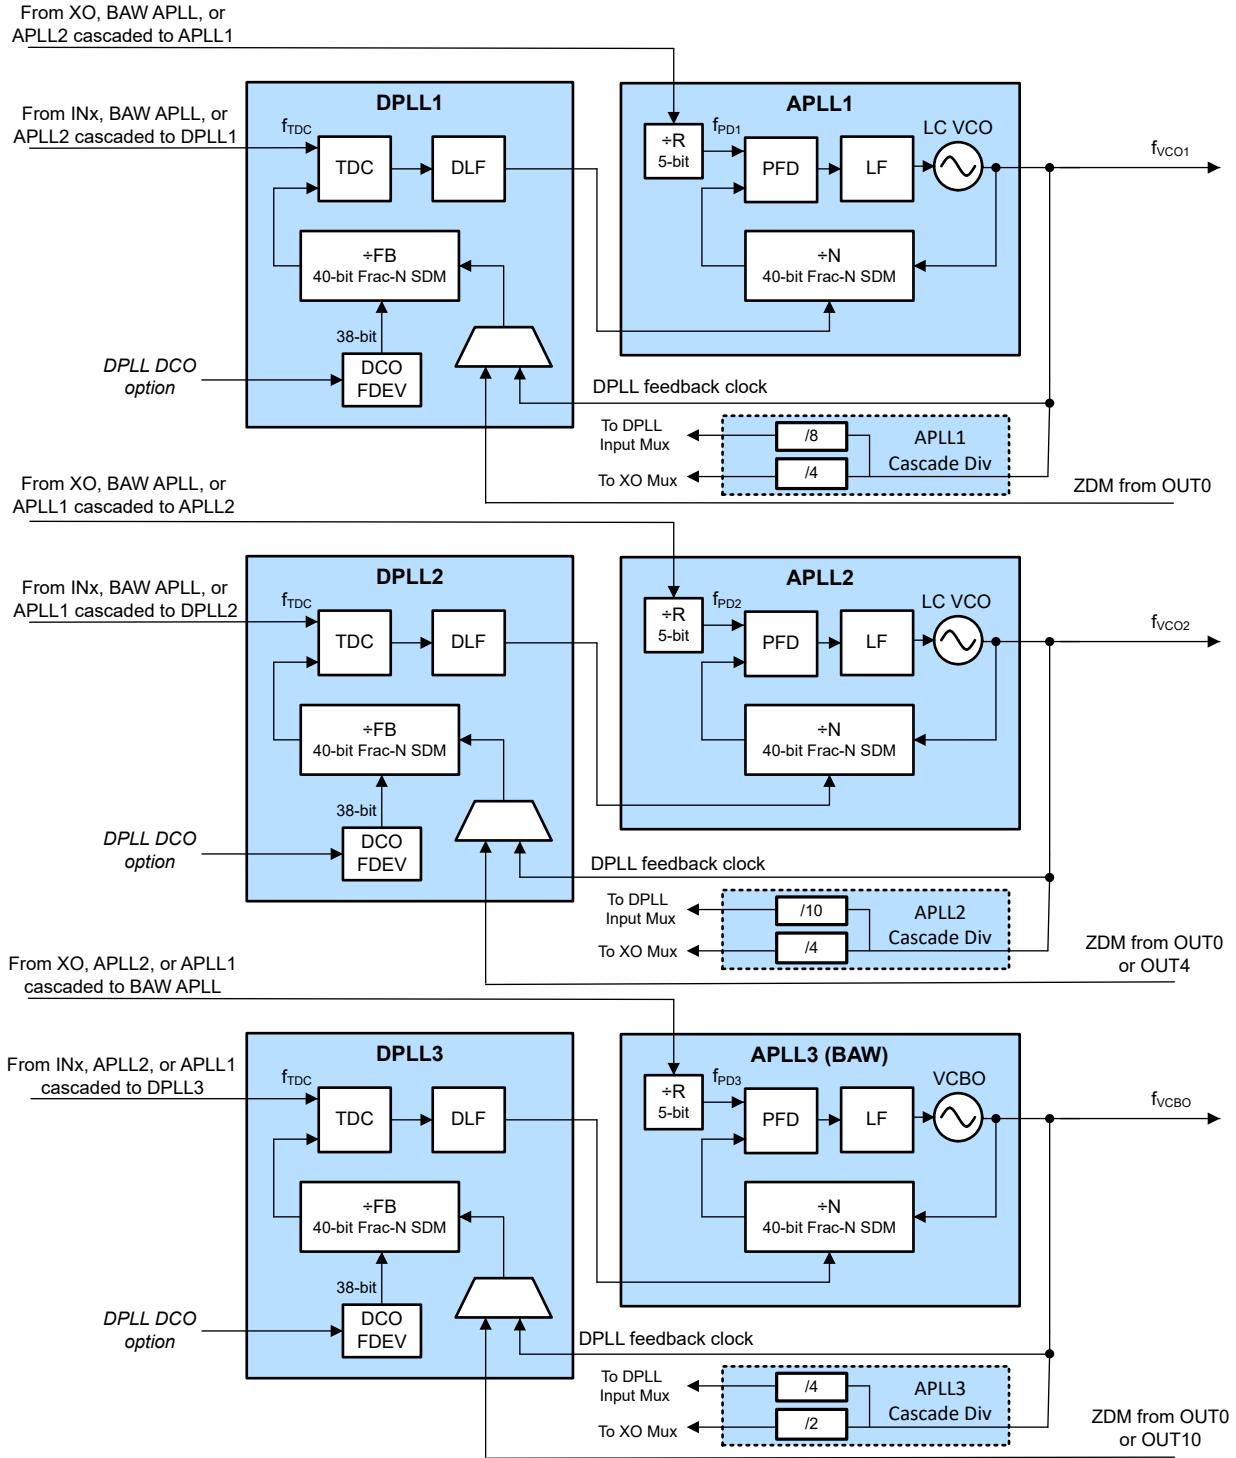 From XO, BAW APLL, or
APLL2 cascaded to APLL1
DPLL1
APLL1
From INx, BAW APLL, or
APLL2 cascaded to DPLL1
fTDC
TDC
DLF
÷R
5-bit
fPD1
PFD
LF
LC VCO
fVCO1
÷FB
40-bit Frac-N SDM
÷N
40-bit Frac-N SDM
38-bit
DPLL DCO
option
DCO
FDEV
DPLL feedback clock
To DPLL
Input Mux
/8
APLL1
Cascade Div
To XO Mux
/4
ZDM from OUT0
From XO, BAW APLL, or
APLL1 cascaded to APLL2
DPLL2
APLL2
From INx, BAW APLL, or
APLL1 cascaded to DPLL2
fTDC
TDC
DLF
÷R
5-bit
fPD2
PFD
LF
LC VCO
fVCO2
÷FB
40-bit Frac-N SDM
÷N
40-bit Frac-N SDM
38-bit
DPLL DCO
option
DCO
FDEV
DPLL feedback clock
To DPLL
Input Mux
/10
APLL2
Cascade Div
To XO Mux
/4
ZDM from OUT0
or OUT4
From XO, APLL2, or APLL1
cascaded to BAW APLL
DPLL3
APLL3 (BAW)
From INx, APLL2, or APLL1
cascaded to DPLL3
fTDC
TDC
DLF
÷R
5-bit
fPD3
PFD
LF
VCBO
fVCBO
÷FB
40-bit Frac-N SDM
÷N
40-bit Frac-N SDM
38-bit
DPLL DCO
option
DCO
FDEV
DPLL feedback clock
To DPLL
Input Mux
/4
APLL3
Cascade Div
To XO Mux
/2
ZDM from OUT0
or OUT10